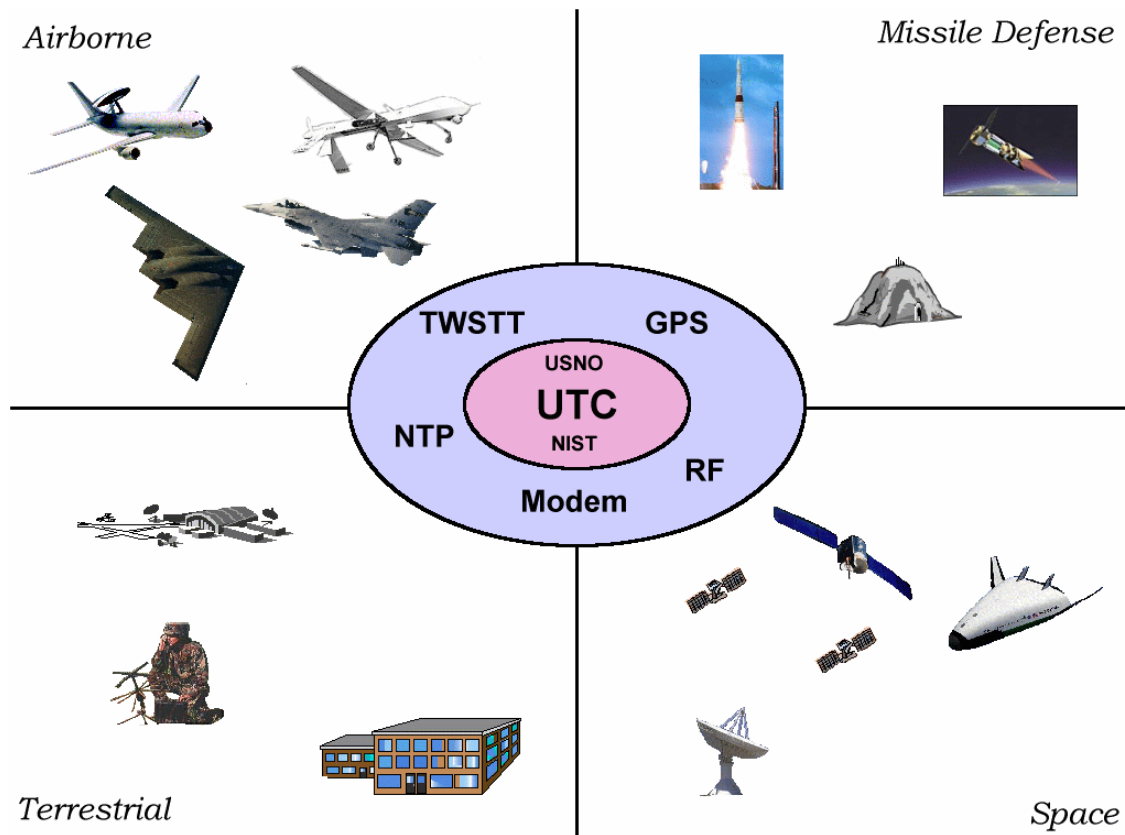 Airborne
Missile Defense
TWSTT
GPS
USNO
UTC
NIST
NTP
RF
Modem
Terrestrial
Space